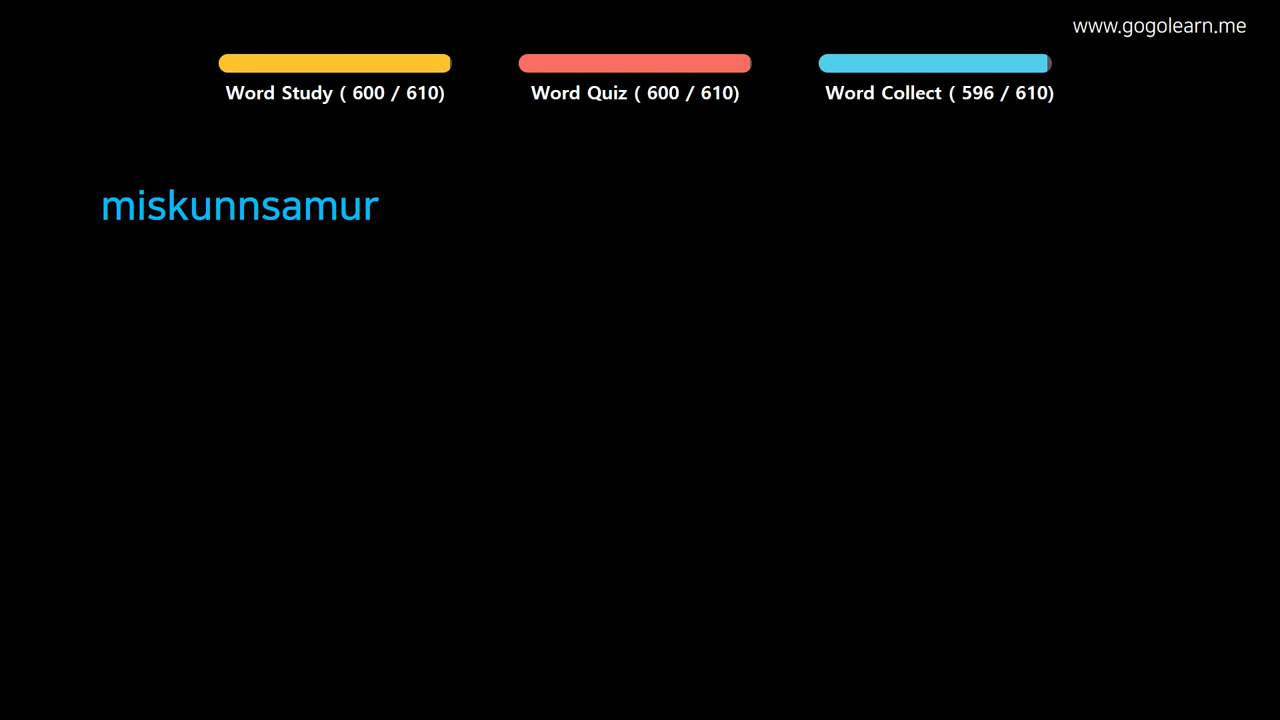 www.gogolearn.me
Word Study ( 600 / 610)
Word Quiz ( 600 / 610)
Word Collect ( 596 / 610)
miskunnsamur